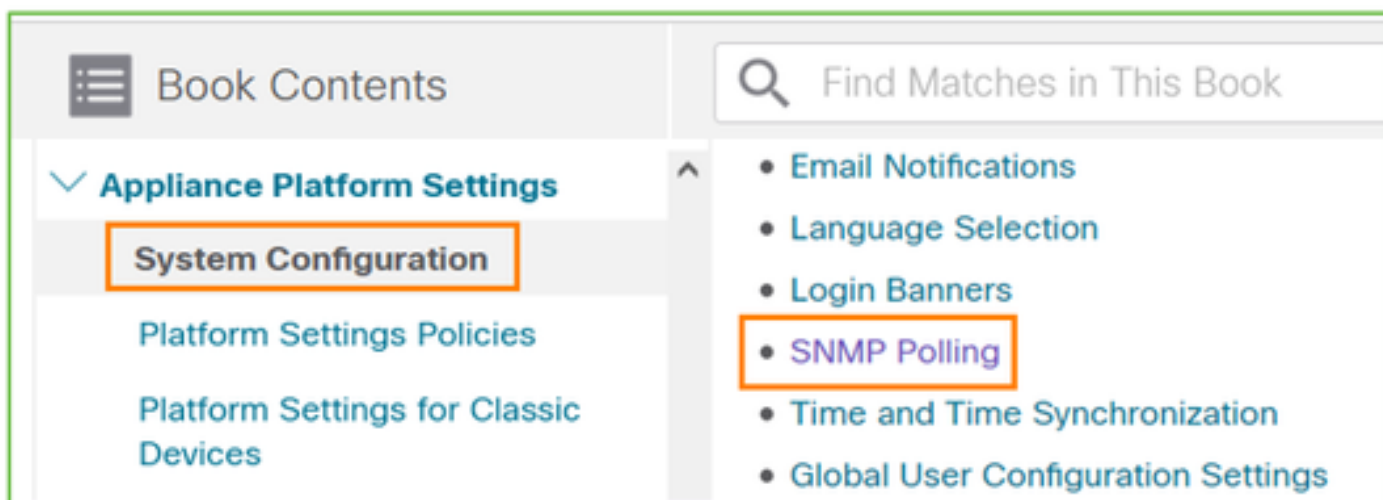 Book Contents
Find Matches in This Book
Appliance Platform Settings
System Configuration
Platform Settings Policies
Platform Settings for Classic
Devices
Email Notifications
Language Selection
Login Banners
SNMP Polling
Time and Time Synchronization
Global User Configuration Settings